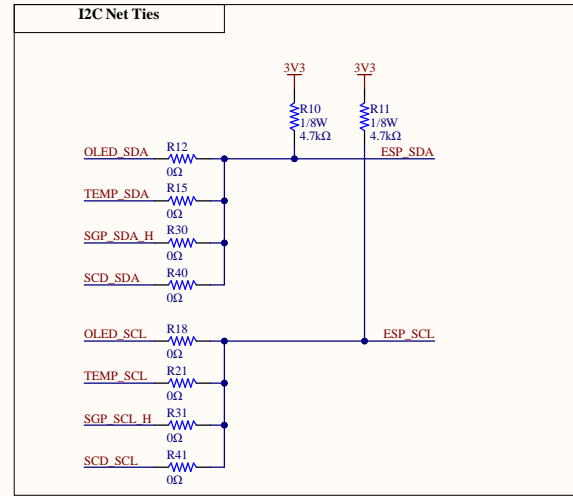 I2C Net Ties
3V3 3V3
R10 R11
1/8W 1/8W
4.7kΩ 4.7kΩ
OLED_SDA R12 ESP_SDA
0Ω
TEMP_SDA R15
0Ω
SGP_SDA_H R30
0Ω
SCD_SDA R40
0Ω
OLED_SCL R18 ESP_SCL
0Ω
TEMP_SCL R21
0Ω
SGP_SCL_H R31
0Ω
SCD_SCL R41
0Ω